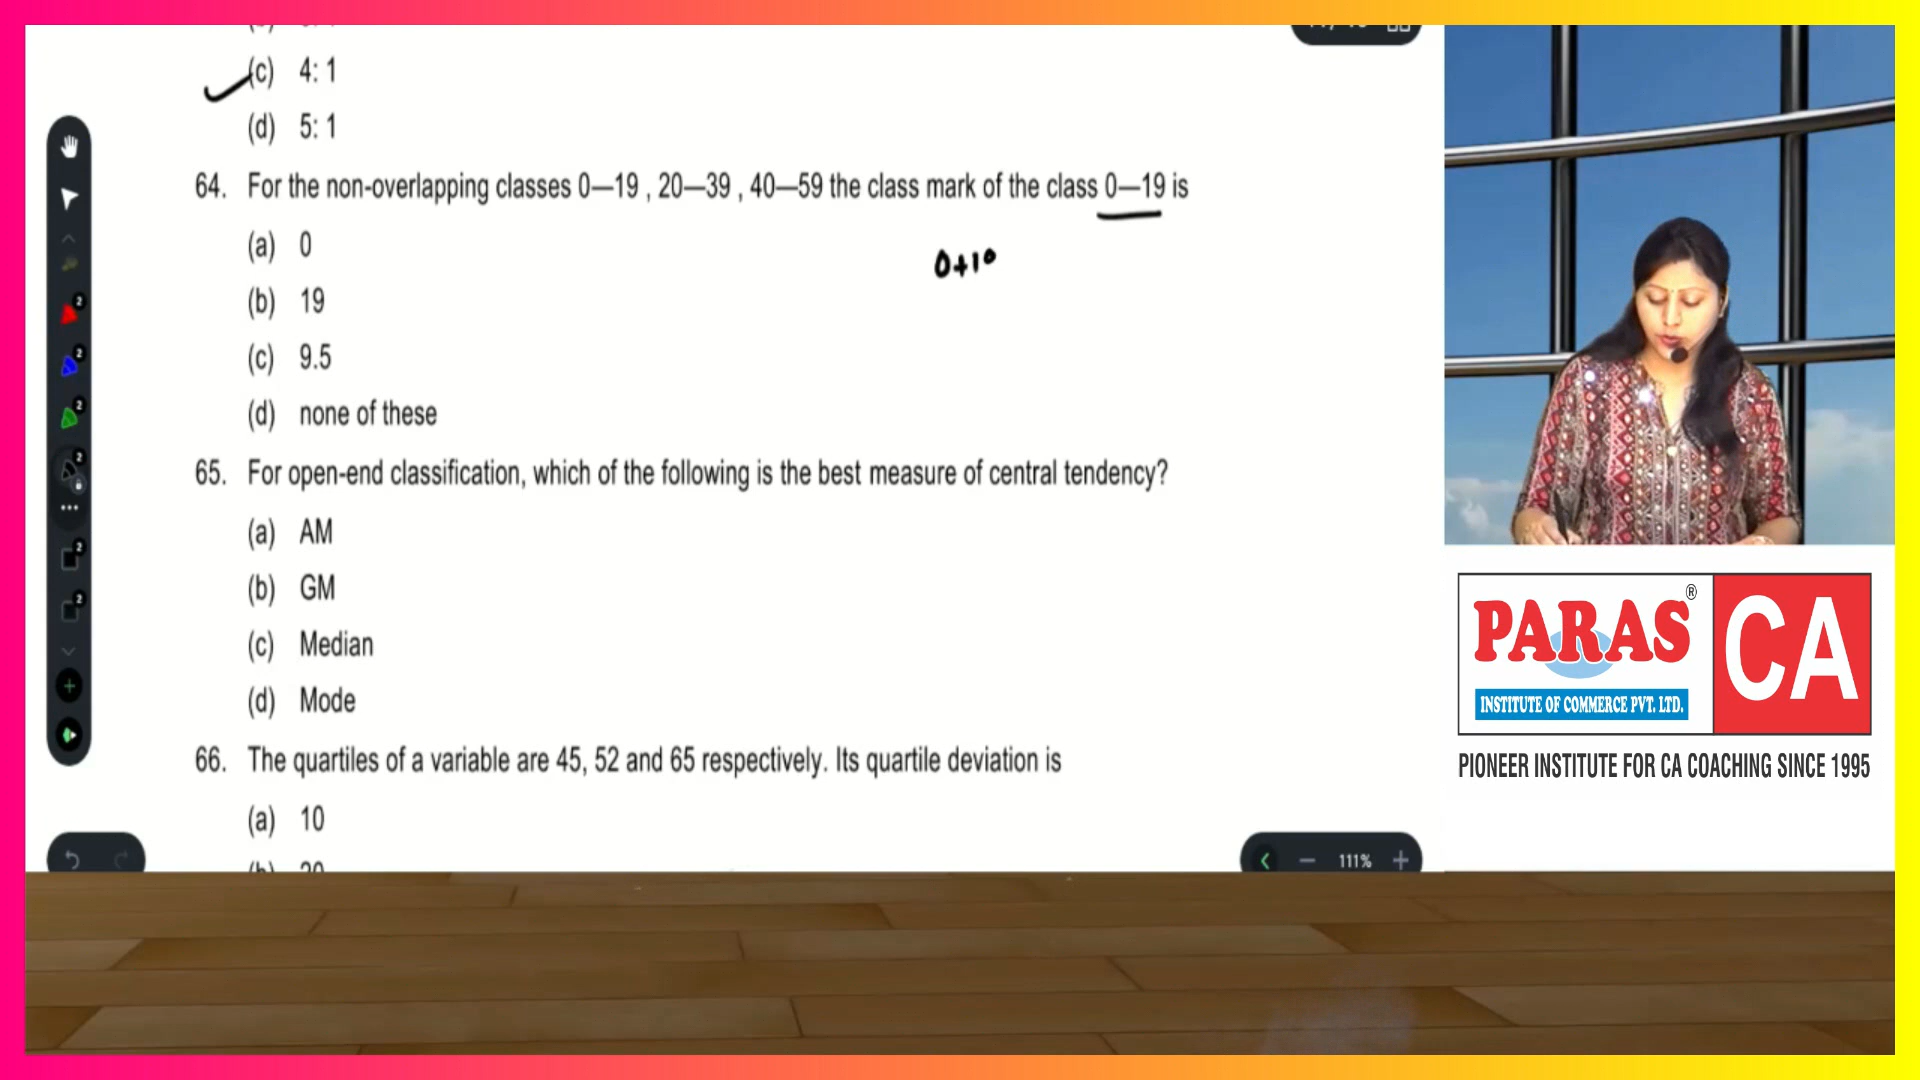 (c) 4: 1
(d) 5: 1
64. For the non-overlapping classes 0—19 , 20—39 , 40—59 the class mark of the class 0—19 is
(a) 0
(b) 19
(c) 9.5
(d) none of these
65. For open-end classification, which of the following is the best measure of central tendency?
(a) AM
(b) GM
(c) Median
(d) Mode
66. The quartiles of a variable are 45, 52 and 65 respectively. Its quartile deviation is
(a) 10
111%
PARAS ®
INSTITUTE OF COMMERCE PVT. LTD.
CA
PIONEER INSTITUTE FOR CA COACHING SINCE 1995